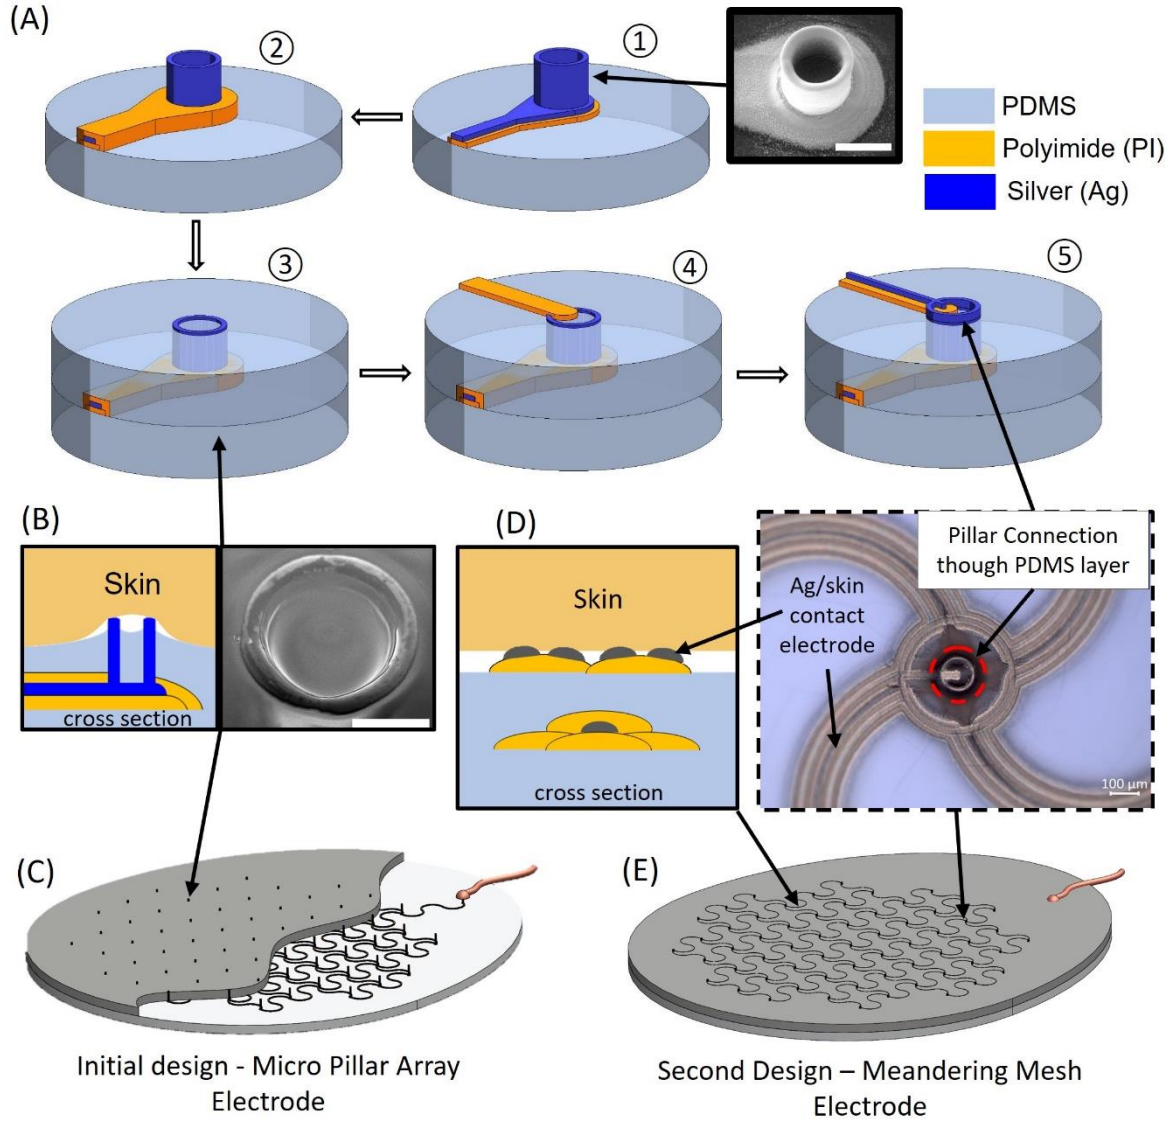 (A)
②
①
PDMS
Polyimide (PI)
Silver (Ag)
③
④
⑤
(B)
Skin
cross section
(D)
Skin
cross section
Ag/skin
contact
electrode
Pillar Connection
though PDMS layer
100 µm
(C)
Initial design - Micro Pillar Array
Electrode
(E)
Second Design – Meandering Mesh
Electrode